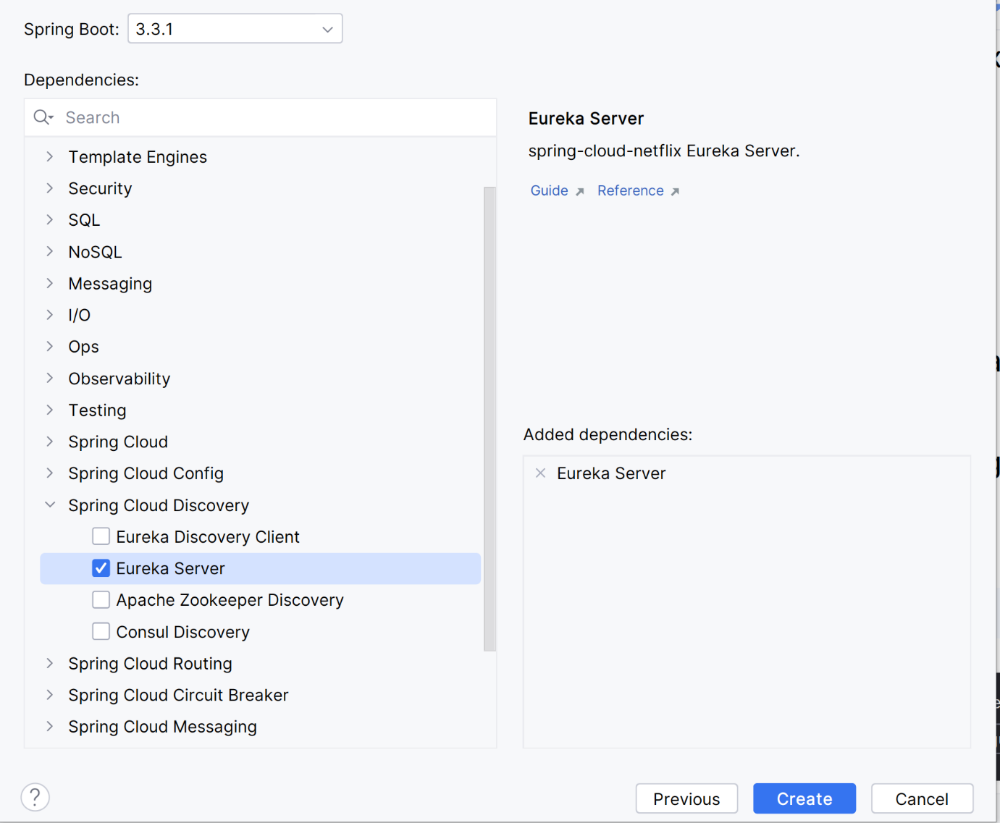 Spring Boot: 3.3.1
Dependencies:
Search
Template Engines
Security
SQL
NoSQL
Messaging
I/O
Ops
Observability
Testing
Spring Cloud
Spring Cloud Config
Spring Cloud Discovery
Eureka Discovery Client
Eureka Server
Apache Zookeeper Discovery
Consul Discovery
Spring Cloud Routing
Spring Cloud Circuit Breaker
Spring Cloud Messaging
Eureka Server
spring-cloud-netflix Eureka Server.
Guide Reference
Added dependencies:
Eureka Server
?
Previous Create Cancel